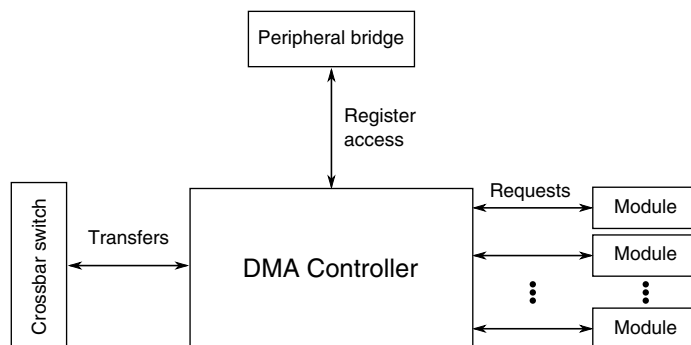 Peripheral bridge
Register
access
Crossbar switch
Transfers
DMA Controller
Requests
Module
Module
Module